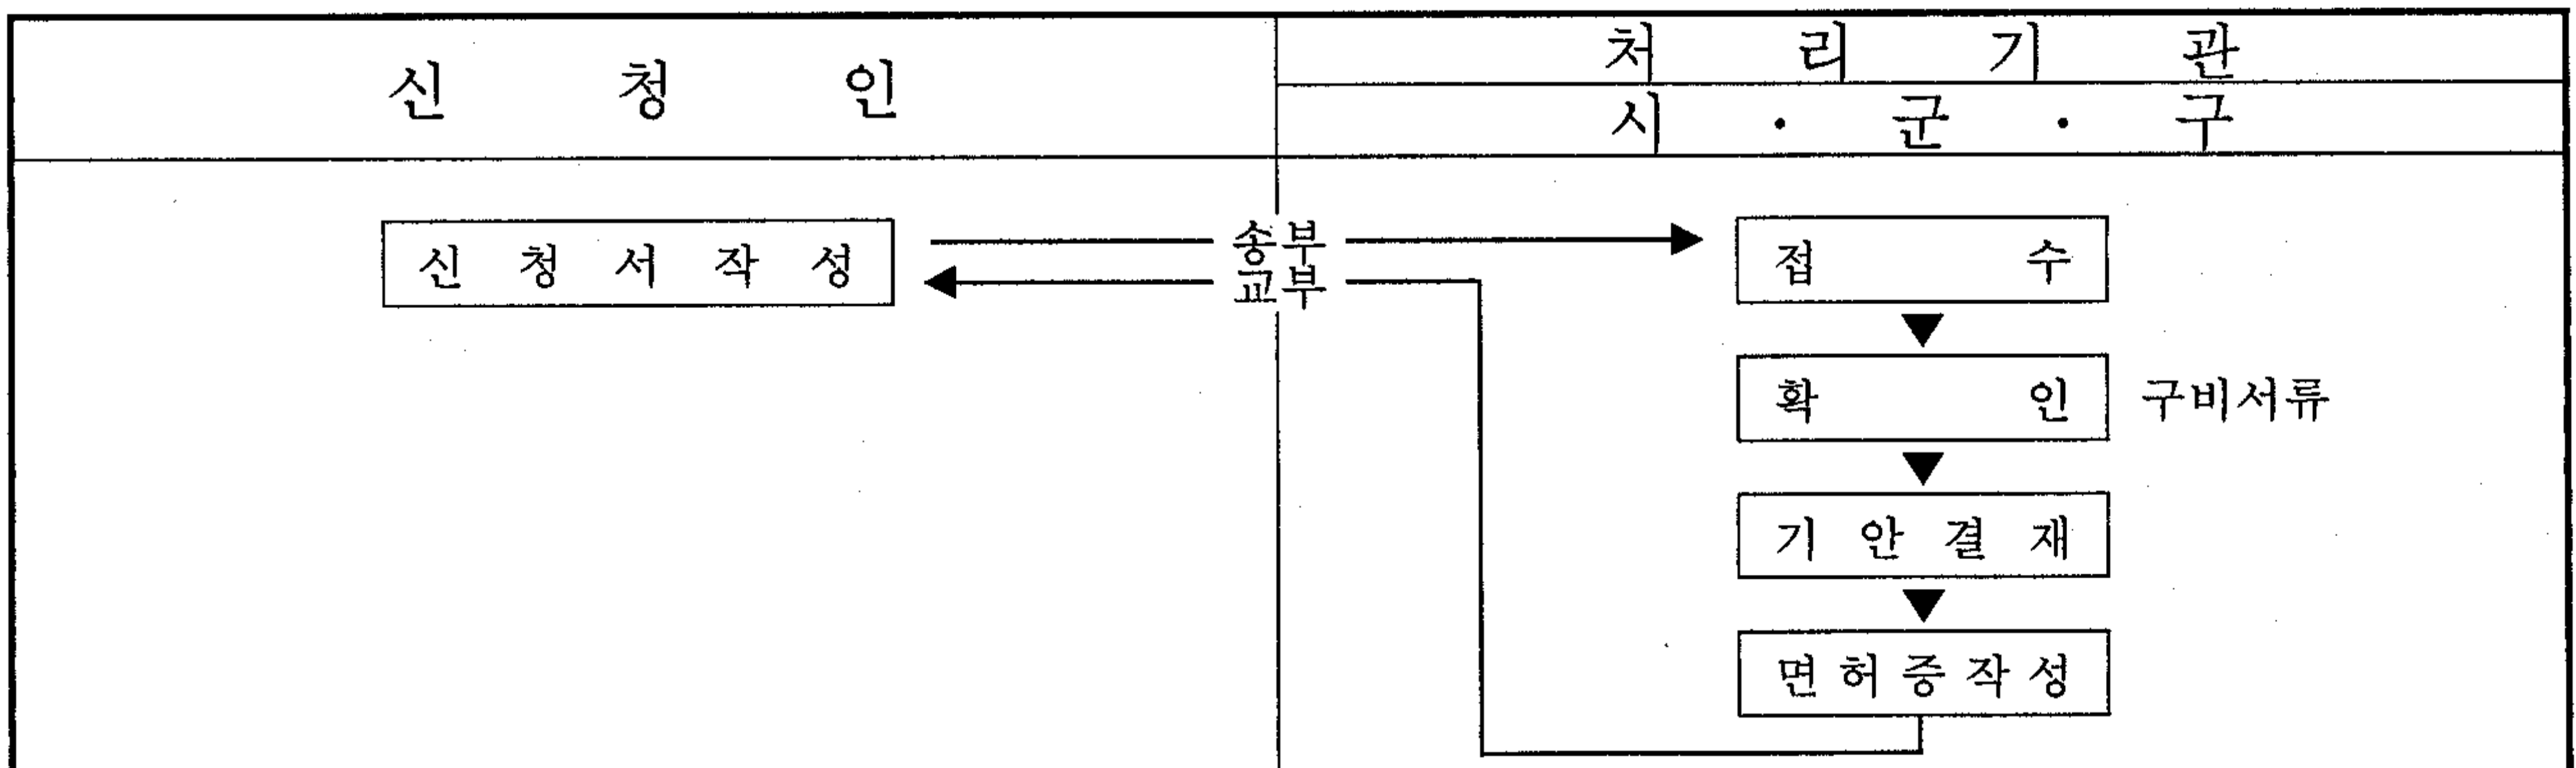 신 청 인
처 리 기 관
시 · 군 · 구
신 청 서 작 성
송부
교부
접 수
확 인 구비서류
기 안 결 재
면 허 증 작 성